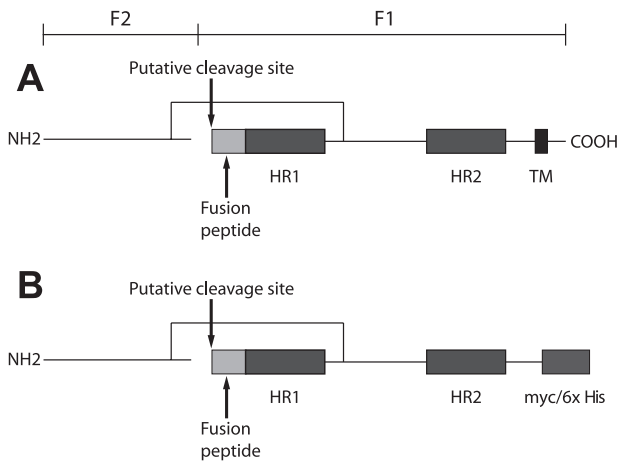 F2 F1
A
Putative cleavage site
NH2
COOH
HR1 HR2 TM
Fusion
peptide
B
Putative cleavage site
NH2
HR1 HR2 myc/6x His
Fusion
peptide